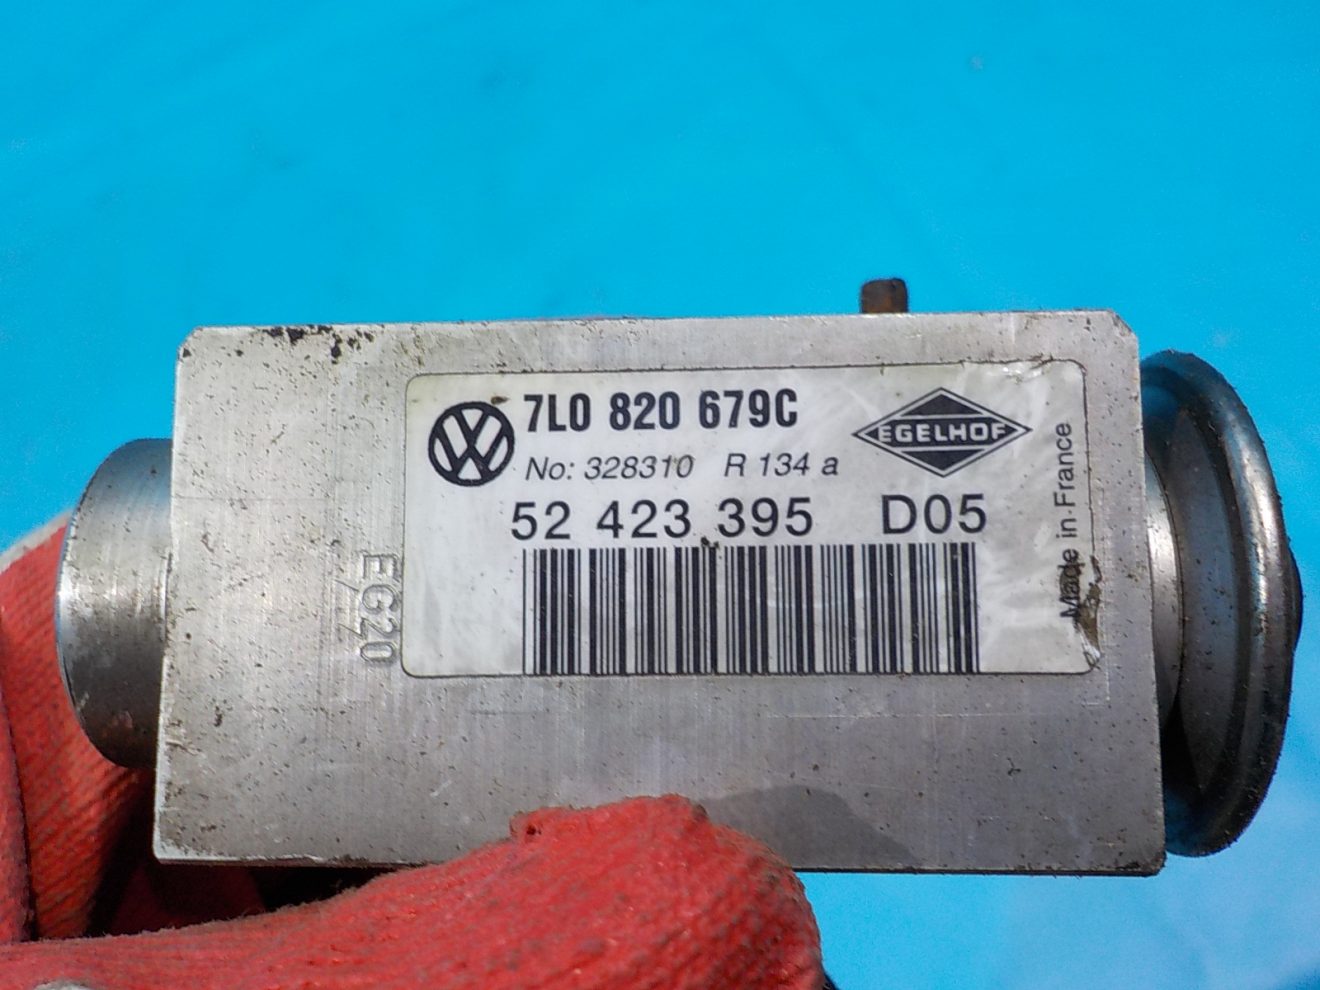 7L0 820 679C
EGELHOF
No: 328310 R 134 a
52 423 395 D05
Made in France
EG20